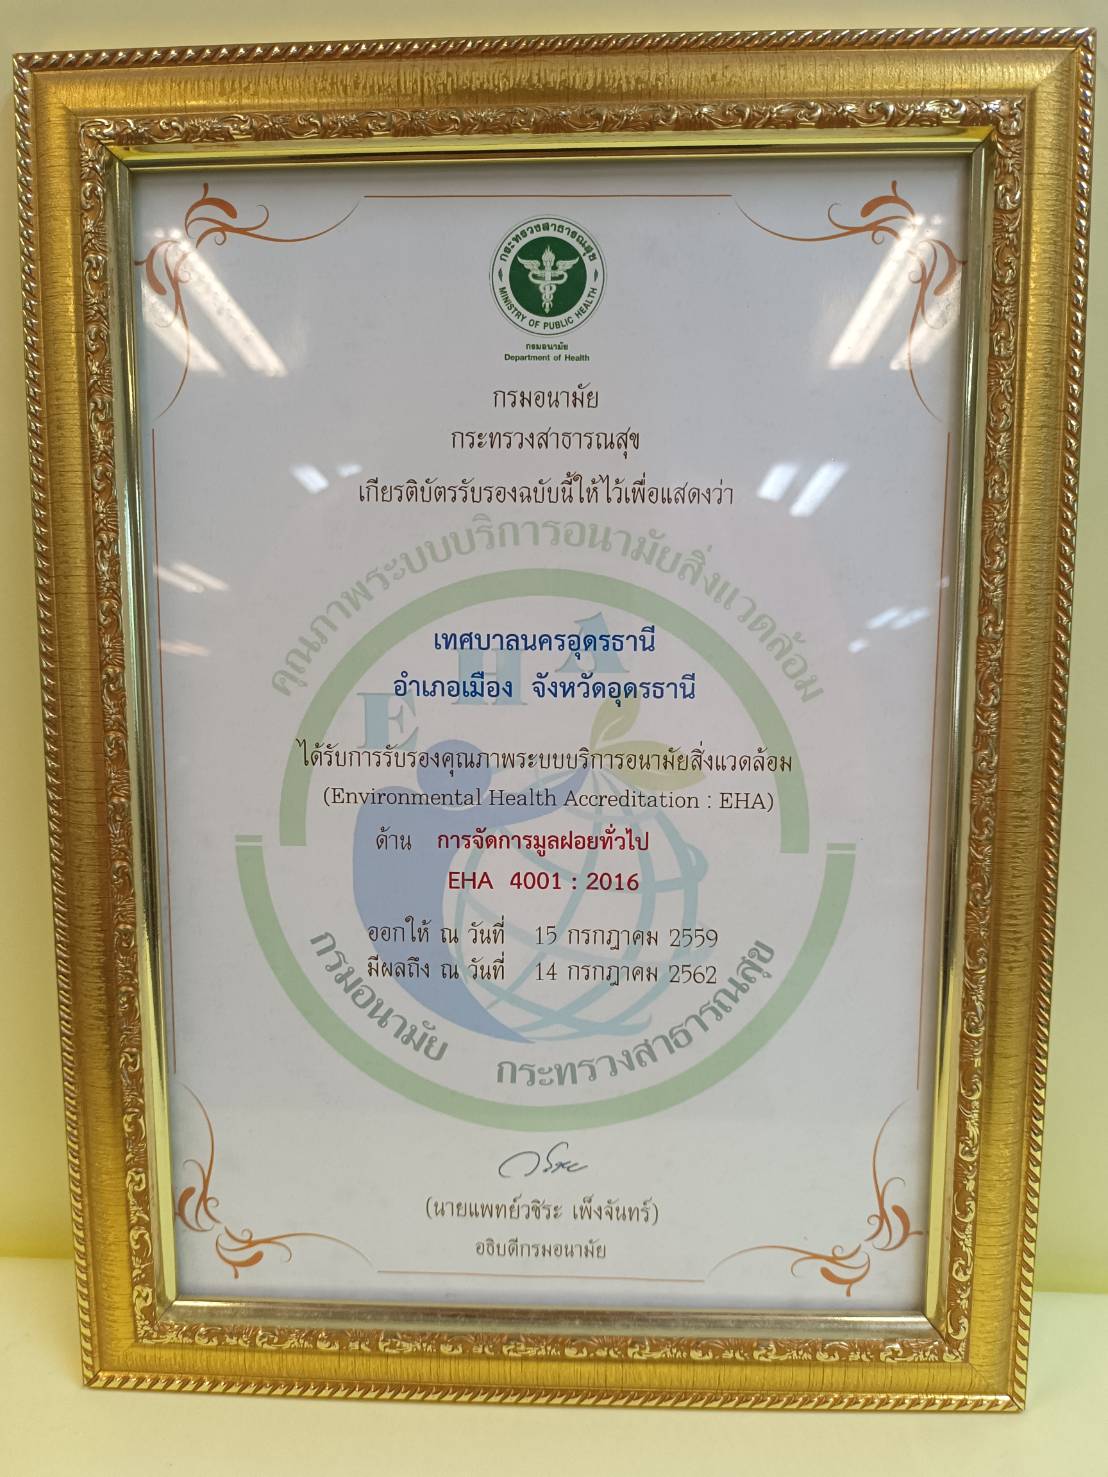 กระทรวงสาธารณสุข
MINISTRY OF PUBLIC HEALTH
กรมอนามัย
Department of Health
กรมอนามัย
กระทรวงสาธารณสุข
เกียรติบัตรรับรองฉบับนี้ให้ไว้เพื่อแสดงว่า
คุณภาพระบบบริการอนามัยสิ่งแวดล้อม
EHA
เทศบาลนครอุดรธานี
อำเภอเมือง จังหวัดอุดรธานี
ได้รับการรับรองคุณภาพระบบบริการอนามัยสิ่งแวดล้อม
(Environmental Health Accreditation : EHA)
ด้าน การจัดการมูลฝอยทั่วไป
EHA 4001 : 2016
ออกให้ ณ วันที่ 15 กรกฎาคม 2559
มีผลถึง ณ วันที่ 14 กรกฎาคม 2562
กรมอนามัย กระทรวงสาธารณสุข
(นายแพทย์วชิระ เพ็งจันทร์)
อธิบดีกรมอนามัย